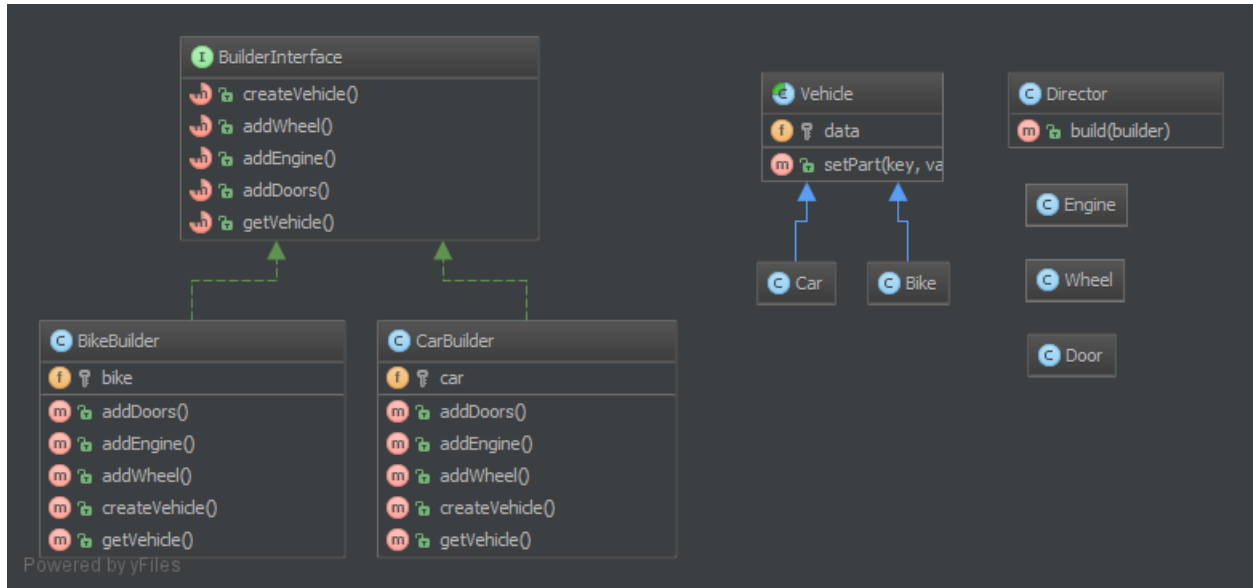 BuilderInterface
createVehicle()
addWheel()
addEngine()
addDoors()
getVehicle()
BikeBuilder
bike
addDoors()
addEngine()
addWheel()
createVehicle()
getVehicle()
CarBuilder
car
addDoors()
addEngine()
addWheel()
createVehicle()
getVehicle()
Vehicle
data
setPart(key, va
Car
Bike
Director
build(builder)
Engine
Wheel
Door
Powered by yFiles